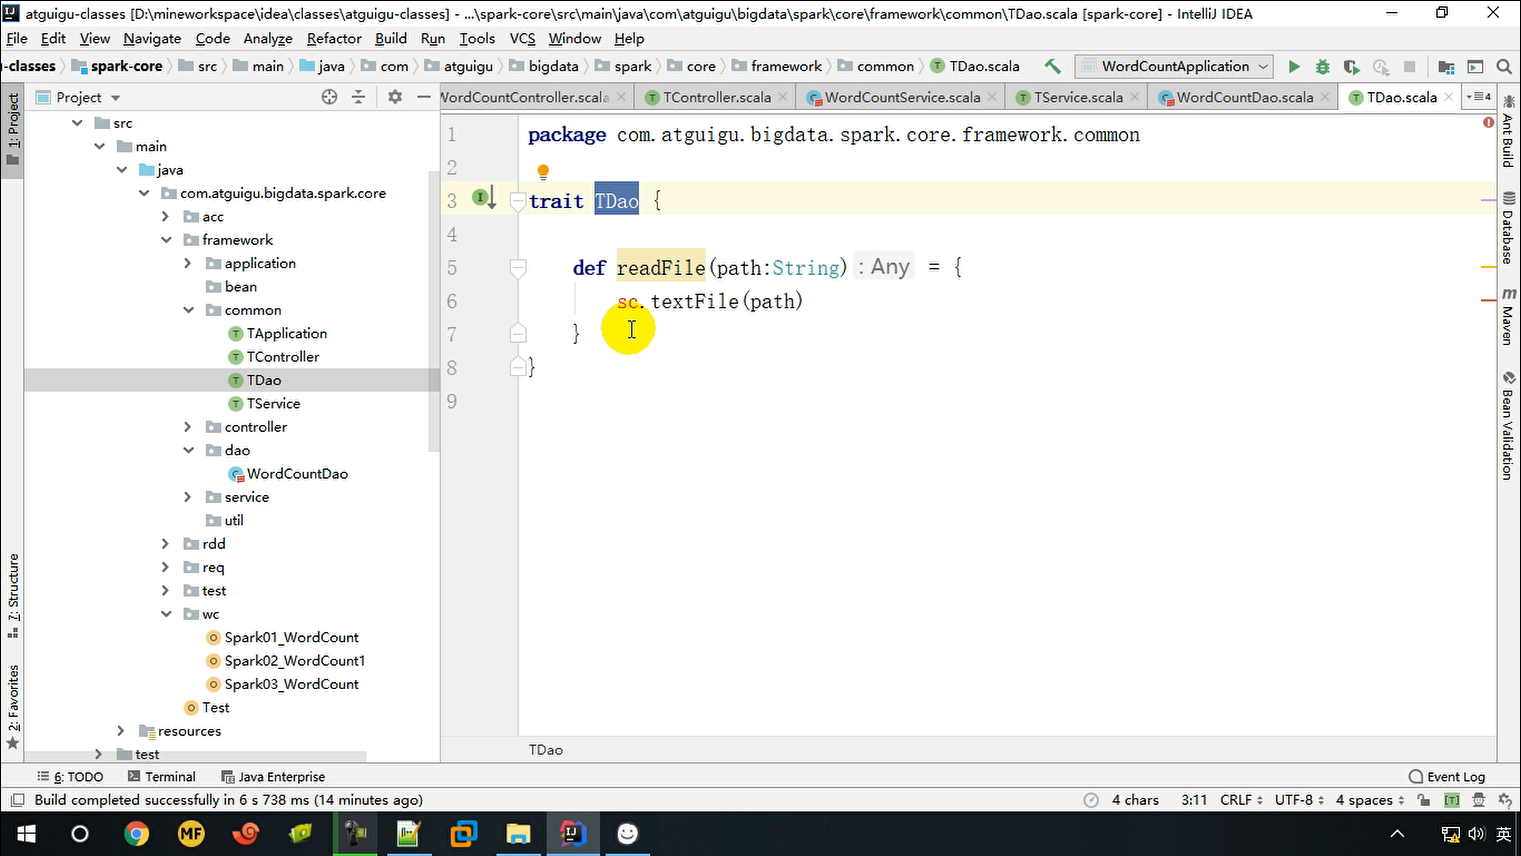 atguigu-classes [D:\mineworkspace\idea\classes\atguigu-classes] - ...\spark-core\src\main\java\com\atguigu\bigdata\spark\core\framework\common\TDao.scala [spark-core] - IntelliJ IDEA
File Edit View Navigate Code Analyze Refactor Build Run Tools VCS Window Help
-classes spark-core src main java com atguigu bigdata spark core framework common TDao.scala WordCountApplication
Project
WordCountController.scala TController.scala WordCountService.scala TService.scala WordCountDao.scala TDao.scala 4
1: Project
7: Structure
2: Favorites
src
main
java
com.atguigu.bigdata.spark.core
acc
framework
application
bean
common
TApplication
TController
TDao
TService
controller
dao
WordCountDao
service
util
rdd
req
test
wc
Spark01_WordCount
Spark02_WordCount1
Spark03_WordCount
Test
resources
test
1 package com.atguigu.bigdata.spark.core.framework.common
2
3 trait TDao {
4
5 def readFile(path:String) : Any = {
6 sc.textFile(path)
7 }
8 }
9
TDao
Ant Build
Database
m Maven
Bean Validation
6: TODO Terminal Java Enterprise Event Log
Build completed successfully in 6 s 738 ms (14 minutes ago) 4 chars 3:11 CRLF UTF-8 4 spaces [T]
MF 英